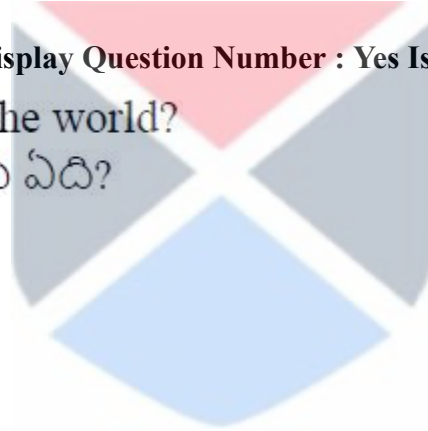 isplay Question Number : Yes Is
he world?
ఏది?